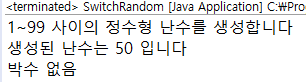 <terminated> SwitchRandom [Java Application] C:\Pro
1~99 사이의 정수형 난수를 생성합니다
생성된 난수는 50 입니다
박수 없음